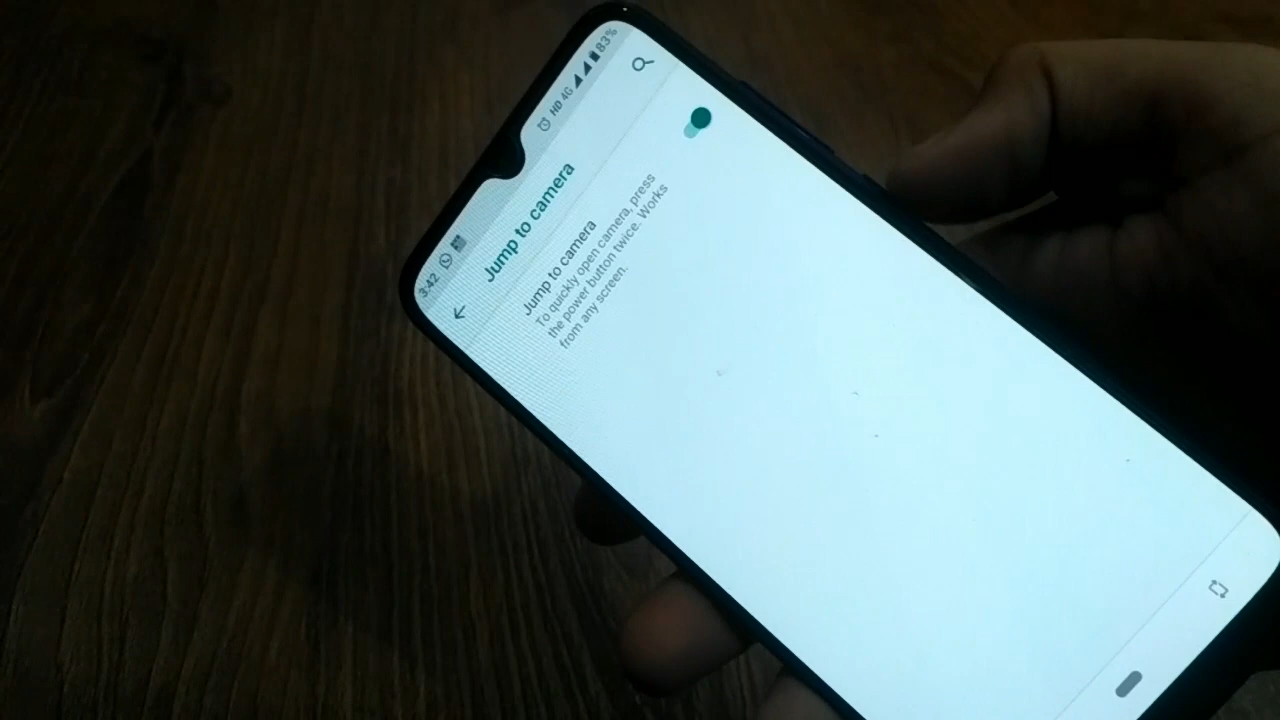 3:42 HD 4G 83%
Jump to camera
Jump to camera
To quickly open camera, press
the power button twice. Works
from any screen.